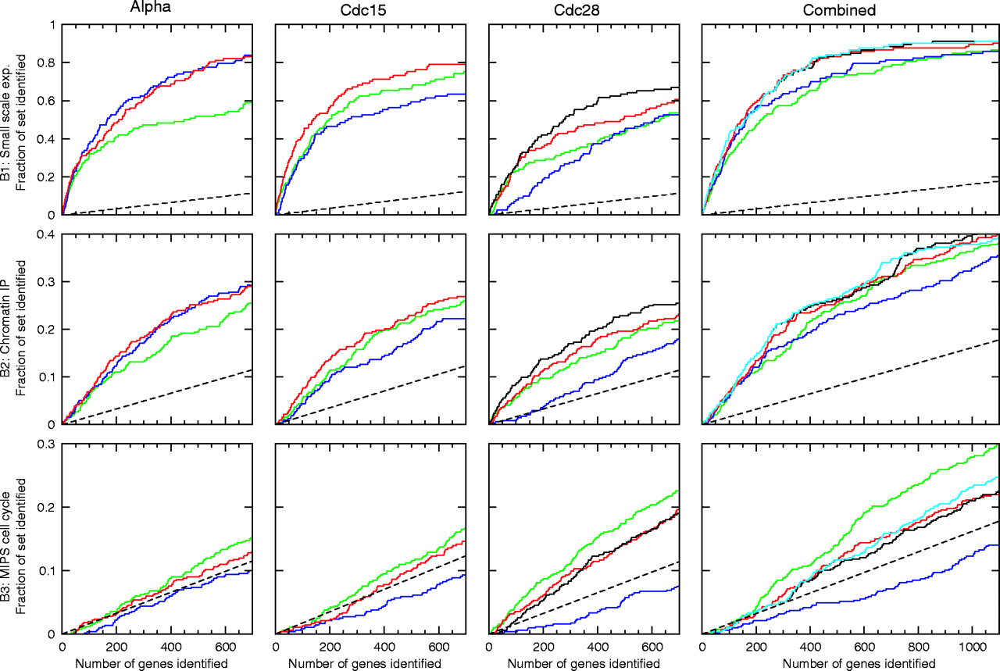 Alpha
Cdc15
Cdc28
Combined
B1: Small scale exp.
Fraction of set identified
1
0.8
0.6
0.4
0.2
0
B2: Chromatin IP
Fraction of set identified
0.4
0.3
0.2
0.1
0
B3: MIPS cell cycle
Fraction of set identified
0.3
0.2
0.1
0
0 200 400 600
0 200 400 600
0 200 400 600
0 200 400 600 800 1000
Number of genes identified
Number of genes identified
Number of genes identified
Number of genes identified